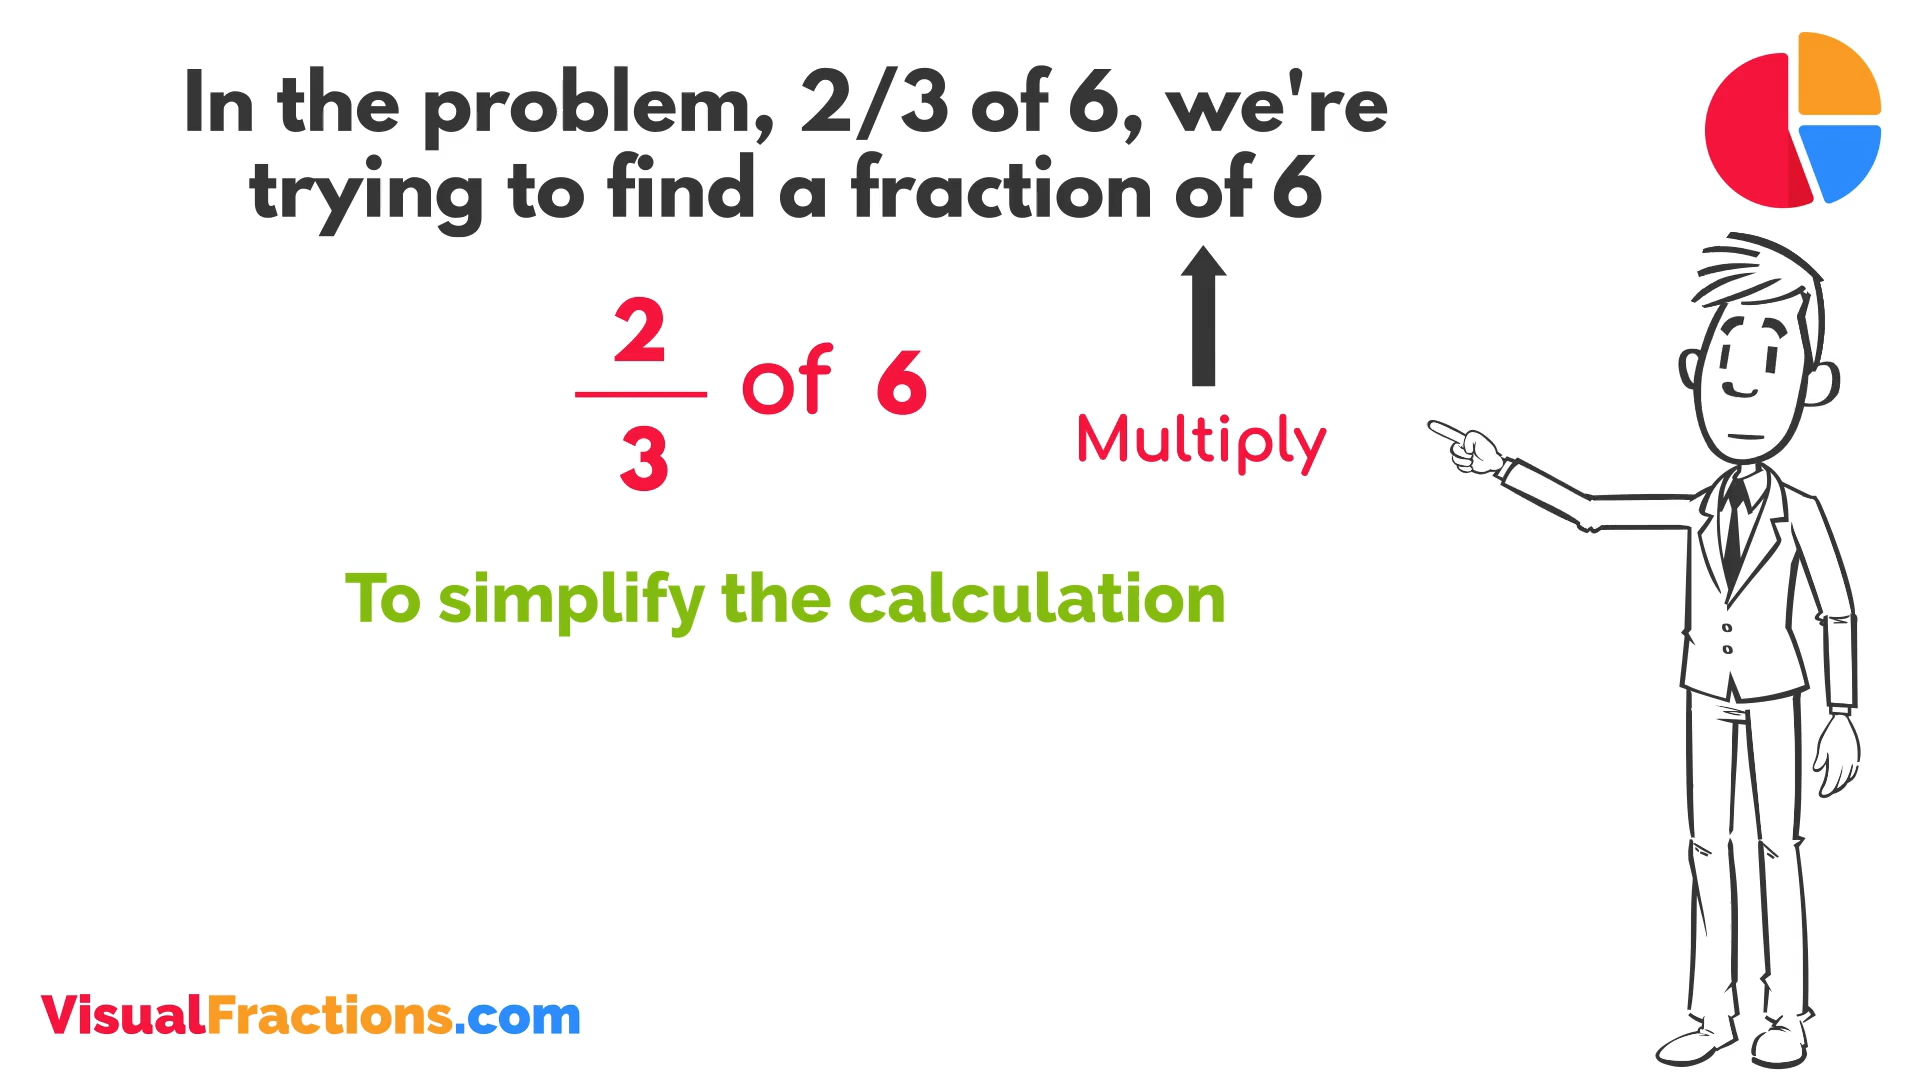 In the problem, 2/3 of 6, we're
trying to find a fraction of 6
2
3
of 6
Multiply
To simplify the calculation
VisualFractions.com